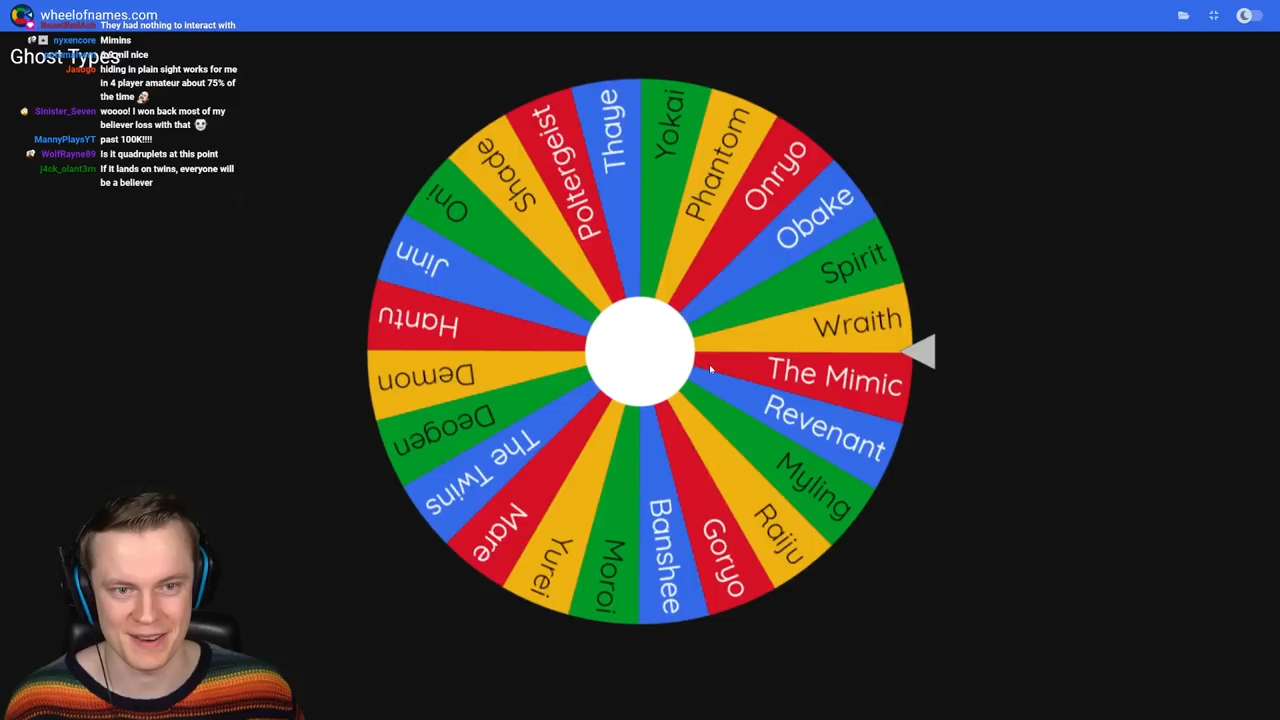 wheelofnames.com
They had nothing to interact with
nyxencore Mimins
mil nice
Ghost Types
Jasogo hiding in plain sight works for me
in 4 player amateur about 75% of
the time
Sinister_Seven woooo! I won back most of my
believer loss with that
MannyPlaysYT past 100K!!!!
WolfRayne89 Is it quadruplets at this point
j4ck_olant3rn If it lands on twins, everyone will
be a believer
Thaye
Yokai
Phantom
Onryo
Obake
Spirit
Wraith
The Mimic
Revenant
Myling
Raiju
Goryo
Banshee
Moroi
Yurei
Mare
The Twins
Deogen
Demon
Hantu
Jinn
Oni
Shade
Poltergeist